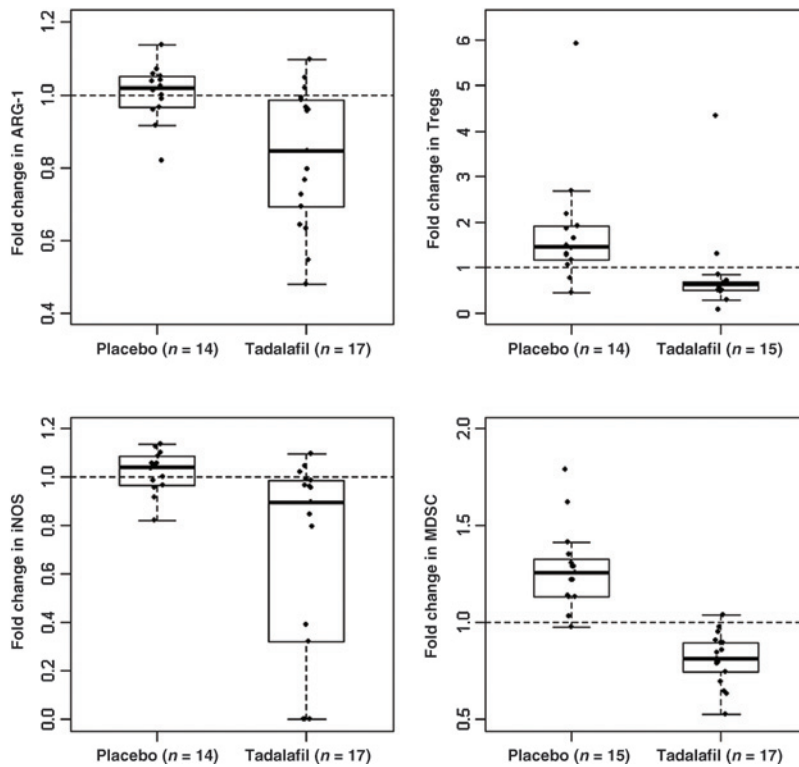 Fold change in ARG-1
1.2
1.0
0.8
0.6
0.4
Placebo (n = 14)
Tadalafil (n = 17)
Fold change in Tregs
6
5
4
3
2
1
0
Placebo (n = 14)
Tadalafil (n = 15)
Fold change in iNOS
1.2
1.0
0.8
0.6
0.4
0.2
0.0
Placebo (n = 14)
Tadalafil (n = 17)
Fold change in MDSC
2.0
1.5
1.0
0.5
Placebo (n = 15)
Tadalafil (n = 17)